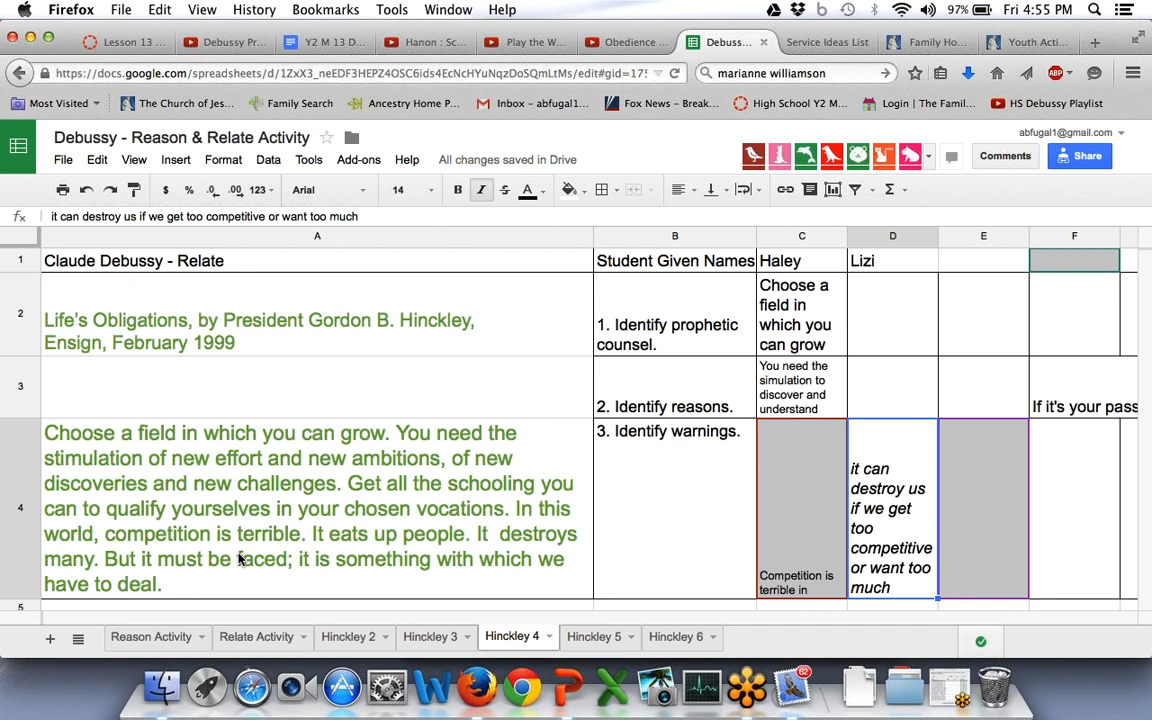 Firefox File Edit View History Bookmarks Tools Window Help 97% Fri 4:55 PM
Lesson 13 ... Debussy Pr... Y2 M 13 D... Hanon : Sc... Play the W... Obedience ... Debuss... Service Ideas List Family Ho... Youth Acti...
https://docs.google.com/spreadsheets/d/1ZxX3_neEDF3HEPZ4OSC6ids4EcNcHYuNqzDoSQmLtMs/edit#gid=17 marianne williamson
Most Visited The Church of Jes... Family Search Ancestry Home P... Inbox - abfugal1... Fox News - Break... High School Y2 M... Login | The Famil... HS Debussy Playlist
Debussy - Reason & Relate Activity abfugal1@gmail.com
File Edit View Insert Format Data Tools Add-ons Help All changes saved in Drive Comments Share
$ % .0 .00 123 Arial 14 B I S A
fx it can destroy us if we get too competitive or want too much
A B C D E F
1 Claude Debussy - Relate Student Given Names Haley Lizi
2 Life's Obligations, by President Gordon B. Hinckley,
Ensign, February 1999
1. Identify prophetic
counsel.
Choose a
field in
which you
can grow
3 2. Identify reasons.
You need the
simulation to
discover and
understand
If it's your pass
4 Choose a field in which you can grow. You need the
stimulation of new effort and new ambitions, of new
discoveries and new challenges. Get all the schooling you
can to qualify yourselves in your chosen vocations. In this
world, competition is terrible. It eats up people. It destroys
many. But it must be faced; it is something with which we
have to deal.
3. Identify warnings.
Competition is
terrible in
it can
destroy us
if we get
too
competitive
or want too
much
5
Reason Activity Relate Activity Hinckley 2 Hinckley 3 Hinckley 4 Hinckley 5 Hinckley 6